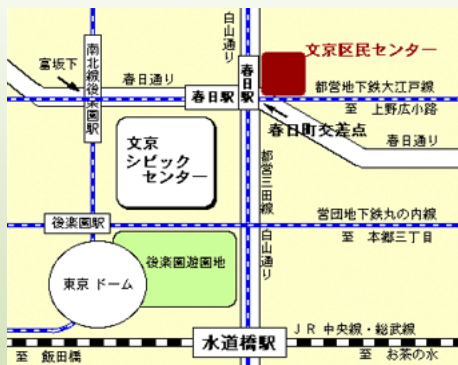 白山通り
文京区民センター
富坂下
南北線後楽園駅
春日通り
春日駅
春日駅
都営地下鉄大江戸線
至 上野広小路
春日町交差点
春日通り
文京
シビック
センター
都営三田線
後楽園駅
営団地下鉄丸の内線
至 本郷三丁目
白山通り
後楽園遊園地
東京 ドーム
水道橋駅
JR 中央線・総武線
至 飯田橋
至 お茶の水